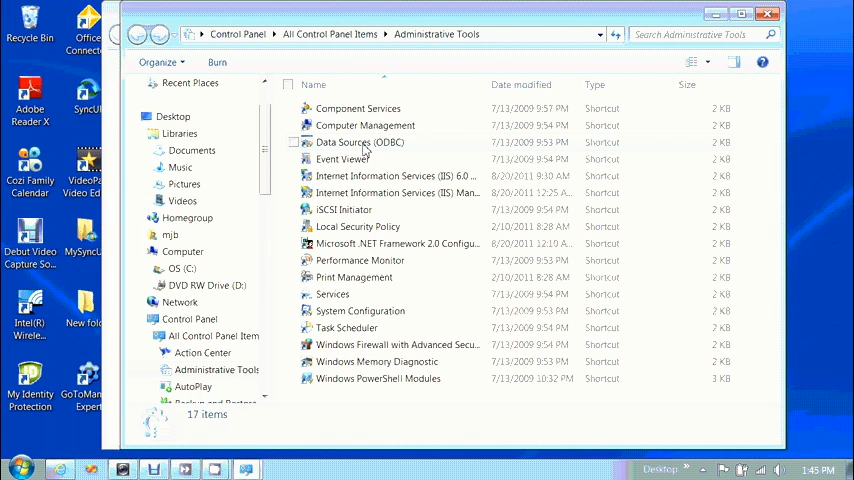 Recycle Bin
Office
Connecto...
Adobe
Reader X
SyncUP
Cozi Family
Calendar
VideoPa
Video Ed
Debut Video
Capture So...
MySyncU
Intel(R)
Wirele...
New fold
My Identity
Protection
GoToMan
Expert
Control Panel
All Control Panel Items
Administrative Tools
Search Administrative Tools
Organize
Burn
Recent Places
Desktop
Libraries
Documents
Music
Pictures
Videos
Homegroup
mjb
Computer
OS (C:)
DVD RW Drive (D:)
Network
Control Panel
All Control Panel Item
Action Center
Administrative Tools
AutoPlay
Backup and Restore
Name Date modified Type Size
Component Services 7/13/2009 9:57 PM Shortcut 2 KB
Computer Management 7/13/2009 9:54 PM Shortcut 2 KB
Data Sources (ODBC) 7/13/2009 9:53 PM Shortcut 2 KB
Event Viewer 7/13/2009 9:54 PM Shortcut 2 KB
Internet Information Services (IIS) 6.0 ... 8/20/2011 9:30 AM Shortcut 2 KB
Internet Information Services (IIS) Man... 8/20/2011 12:25 AM Shortcut 2 KB
iSCSI Initiator 7/13/2009 9:54 PM Shortcut 2 KB
Local Security Policy 2/10/2011 8:28 AM Shortcut 2 KB
Microsoft .NET Framework 2.0 Configu... 8/20/2011 12:10 A... Shortcut 2 KB
Performance Monitor 7/13/2009 9:53 PM Shortcut 2 KB
Print Management 2/10/2011 8:28 AM Shortcut 2 KB
Services 7/13/2009 9:54 PM Shortcut 2 KB
System Configuration 7/13/2009 9:53 PM Shortcut 2 KB
Task Scheduler 7/13/2009 9:54 PM Shortcut 2 KB
Windows Firewall with Advanced Secu... 7/13/2009 9:54 PM Shortcut 2 KB
Windows Memory Diagnostic 7/13/2009 9:53 PM Shortcut 2 KB
Windows PowerShell Modules 7/13/2009 10:32 PM Shortcut 3 KB
17 items
Desktop
1:45 PM